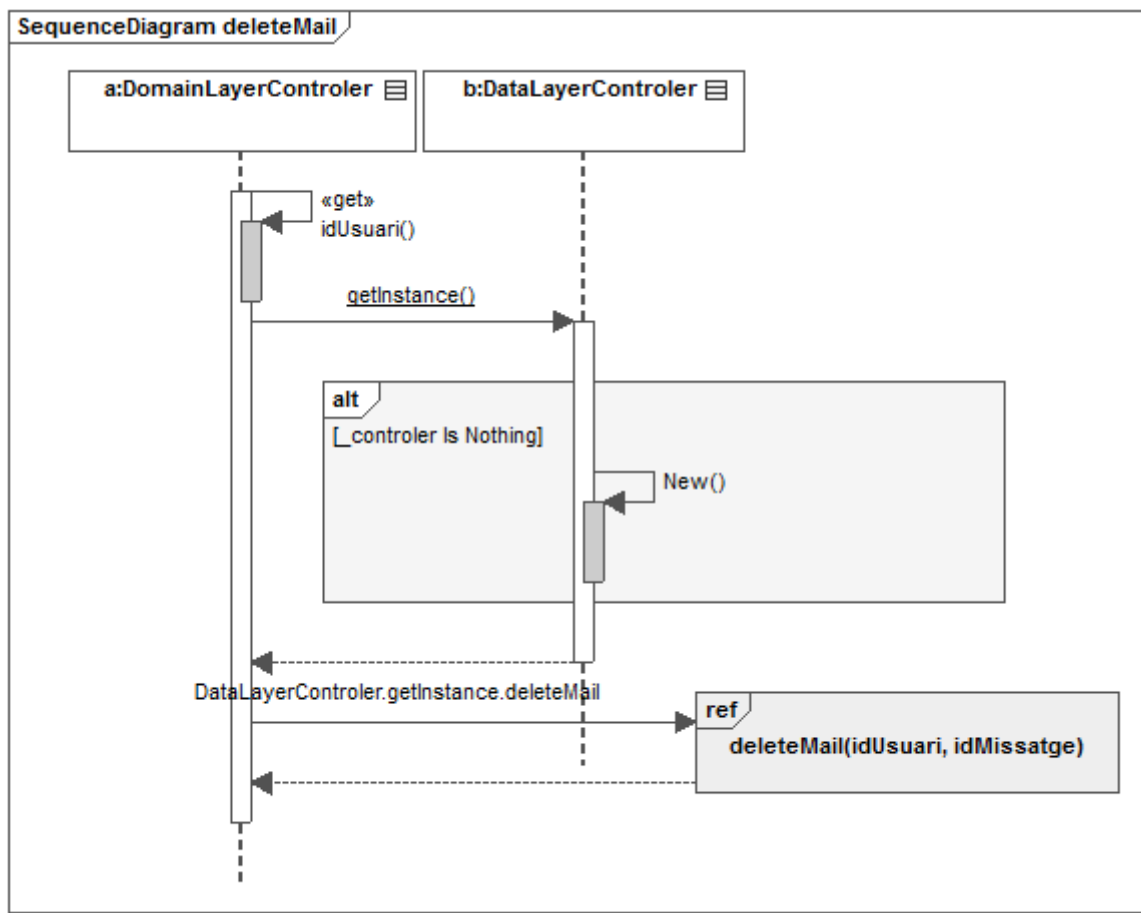 SequenceDiagram deleteMail
a:DomainLayerControler
b:DataLayerControler
«get»
idUsuari()
getInstance()
alt
[_controler Is Nothing]
New()
DataLayerControler.getInstance.deleteMail
ref
deleteMail(idUsuari, idMissatge)